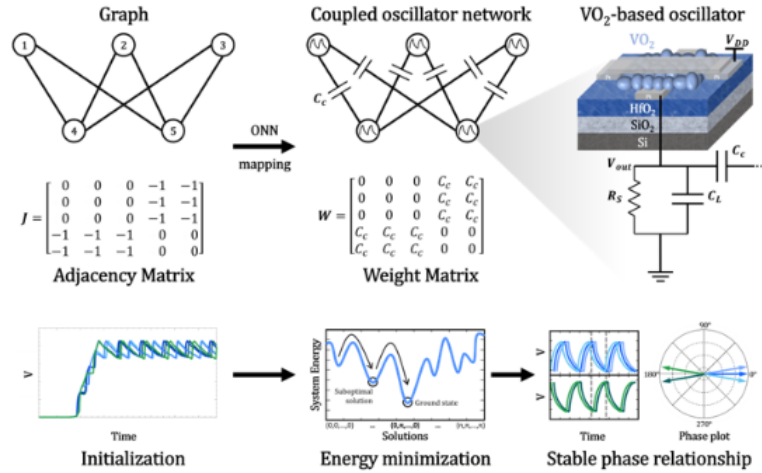 Graph
Coupled oscillator network
VO2-based oscillator
1
2
3
4
5
ONN
mapping
Cc
VO2
VDD
HfO2
SiO2
Si
Vout
Cc
RS
CL
J =
0 0 0 −1 −1
0 0 0 −1 −1
0 0 0 −1 −1
−1 −1 −1 0 0
−1 −1 −1 0 0
Adjacency Matrix
W =
0 0 0 Cc Cc
0 0 0 Cc Cc
0 0 0 Cc Cc
Cc Cc Cc 0 0
Cc Cc Cc 0 0
Weight Matrix
V
Time
Initialization
System Energy
Suboptimal
solution
Ground state
(0,0,...,0) ... (0,π,...,0) ... (π,π,...,π)
Solutions
Energy minimization
V
V
Time
90°
180°
0°
270°
Phase plot
Stable phase relationship